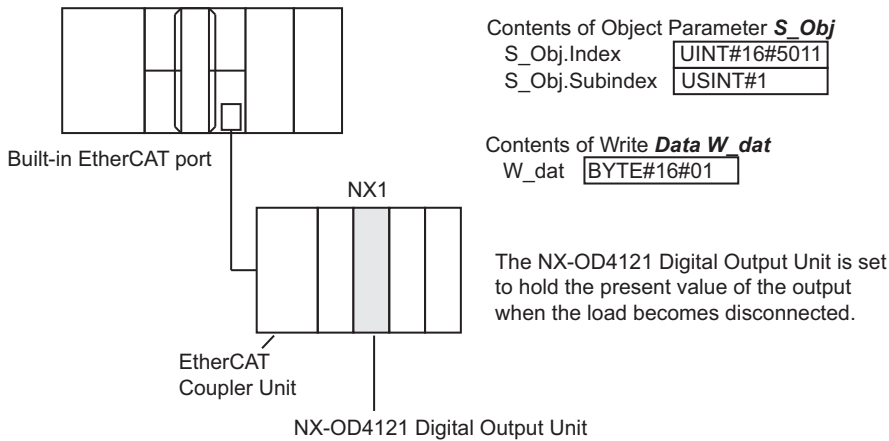 Contents of Object Parameter S_Obj
S_Obj.Index UINT#16#5011
S_Obj.Subindex USINT#1
Built-in EtherCAT port
Contents of Write Data W_dat
W_dat BYTE#16#01
NX1
The NX-OD4121 Digital Output Unit is set
to hold the present value of the output
when the load becomes disconnected.
EtherCAT
Coupler Unit
NX-OD4121 Digital Output Unit